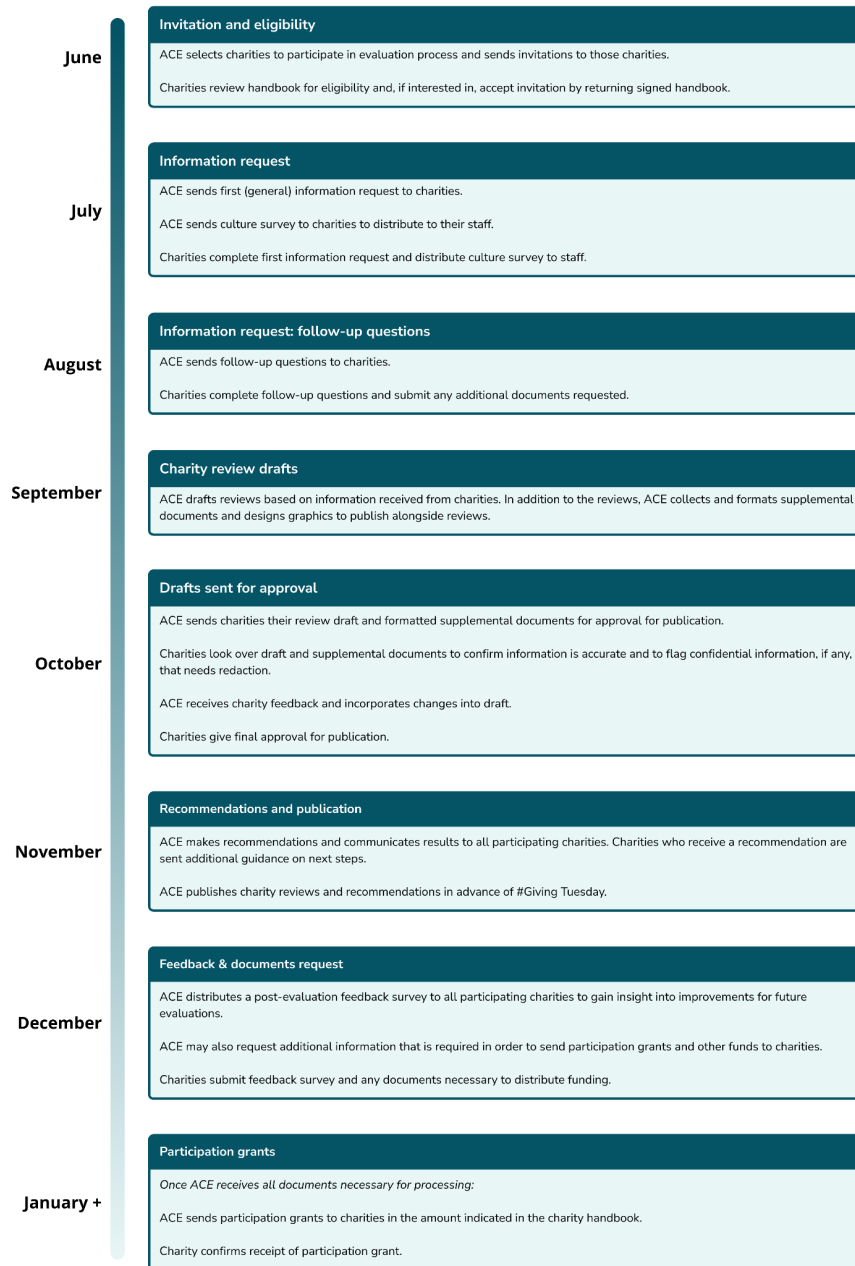 June
Invitation and eligibility
ACE selects charities to participate in evaluation process and sends invitations to those charities.
Charities review handbook for eligibility and, if interested in, accept invitation by returning signed handbook.
July
Information request
ACE sends first (general) information request to charities.
ACE sends culture survey to charities to distribute to their staff.
Charities complete first information request and distribute culture survey to staff.
August
Information request: follow-up questions
ACE sends follow-up questions to charities.
Charities complete follow-up questions and submit any additional documents requested.
September
Charity review drafts
ACE drafts reviews based on information received from charities. In addition to the reviews, ACE collects and formats supplemental
documents and designs graphics to publish alongside reviews.
October
Drafts sent for approval
ACE sends charities their review draft and formatted supplemental documents for approval for publication.
Charities look over draft and supplemental documents to confirm information is accurate and to flag confidential information, if any,
that needs redaction.
ACE receives charity feedback and incorporates changes into draft.
Charities give final approval for publication.
November
Recommendations and publication
ACE makes recommendations and communicates results to all participating charities. Charities who receive a recommendation are
sent additional guidance on next steps.
ACE publishes charity reviews and recommendations in advance of #Giving Tuesday.
December
Feedback & documents request
ACE distributes a post-evaluation feedback survey to all participating charities to gain insight into improvements for future
evaluations.
ACE may also request additional information that is required in order to send participation grants and other funds to charities.
Charities submit feedback survey and any documents necessary to distribute funding.
January +
Participation grants
Once ACE receives all documents necessary for processing:
ACE sends participation grants to charities in the amount indicated in the charity handbook.
Charity confirms receipt of participation grant.